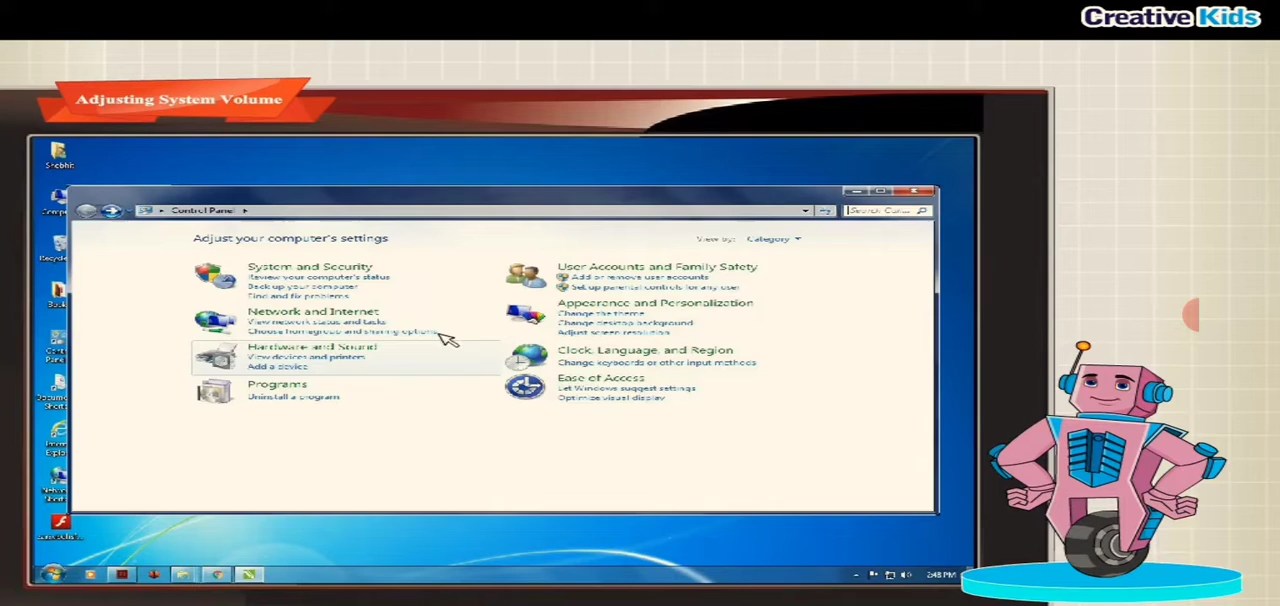 Creative Kids
Adjusting System Volume
Shobhit
Control Panel
Search Con...
Adjust your computer's settings
View by: Category
System and Security
Review your computer's status
Back up your computer
Find and fix problems
Network and Internet
View network status and tasks
Choose homegroup and sharing options
Hardware and Sound
View devices and printers
Add a device
Programs
Uninstall a program
User Accounts and Family Safety
Add or remove user accounts
Set up parental controls for any user
Appearance and Personalization
Change the theme
Change desktop background
Adjust screen resolution
Clock, Language, and Region
Change keyboards or other input methods
Ease of Access
Let Windows suggest settings
Optimize visual display
2:48 PM